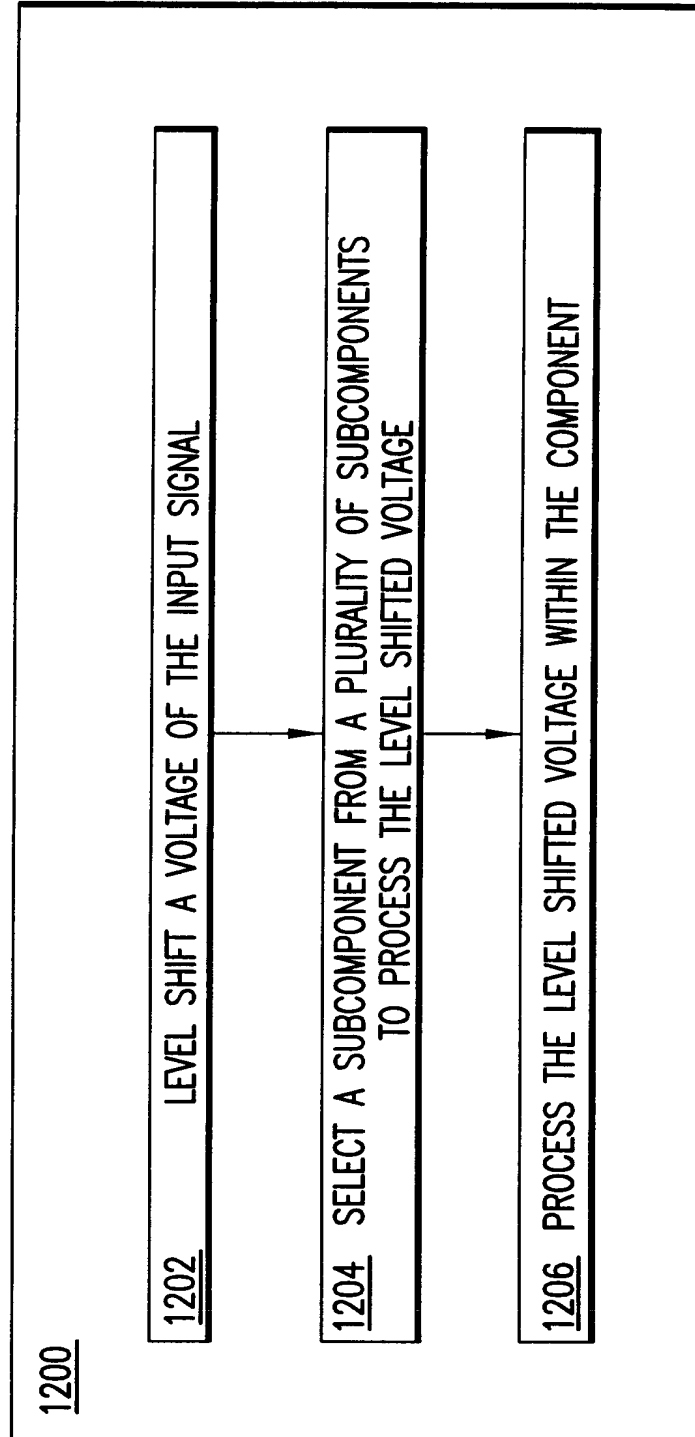 1200
1202 LEVEL SHIFT A VOLTAGE OF THE INPUT SIGNAL
1204 SELECT A SUBCOMPONENT FROM A PLURALITY OF SUBCOMPONENTS
TO PROCESS THE LEVEL SHIFTED VOLTAGE
1206 PROCESS THE LEVEL SHIFTED VOLTAGE WITHIN THE COMPONENT